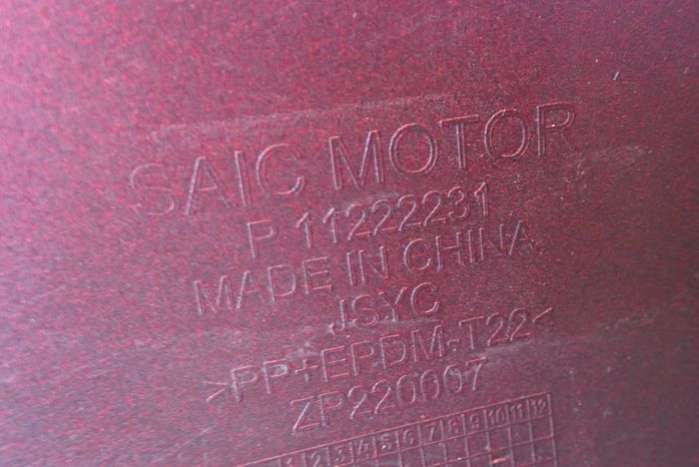 SAIC MOTOR
P 11222231
MADE IN CHINA
JSYC
>PP+EPDM-T22<
ZP220007
1 2 3 4 5 6 7 8 9 10 11 12